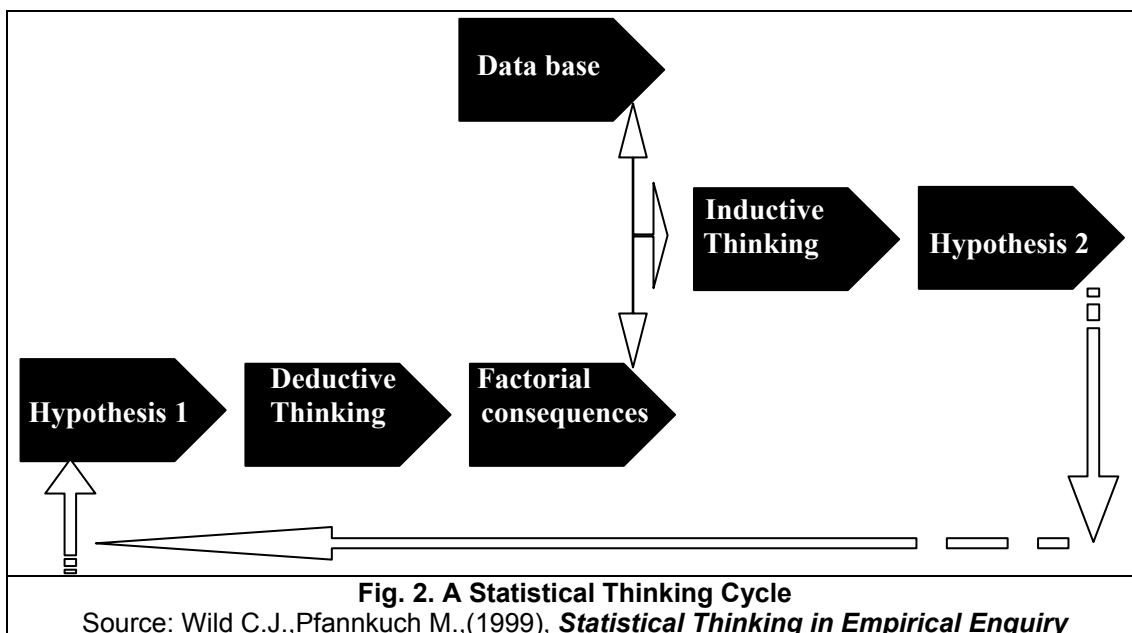 Data base
Inductive
Thinking
Hypothesis 2
Hypothesis 1
Deductive
Thinking
Factorial
consequences
Fig. 2. A Statistical Thinking Cycle
Source: Wild C.J.,Pfannkuch M.,(1999), Statistical Thinking in Empirical Enquiry